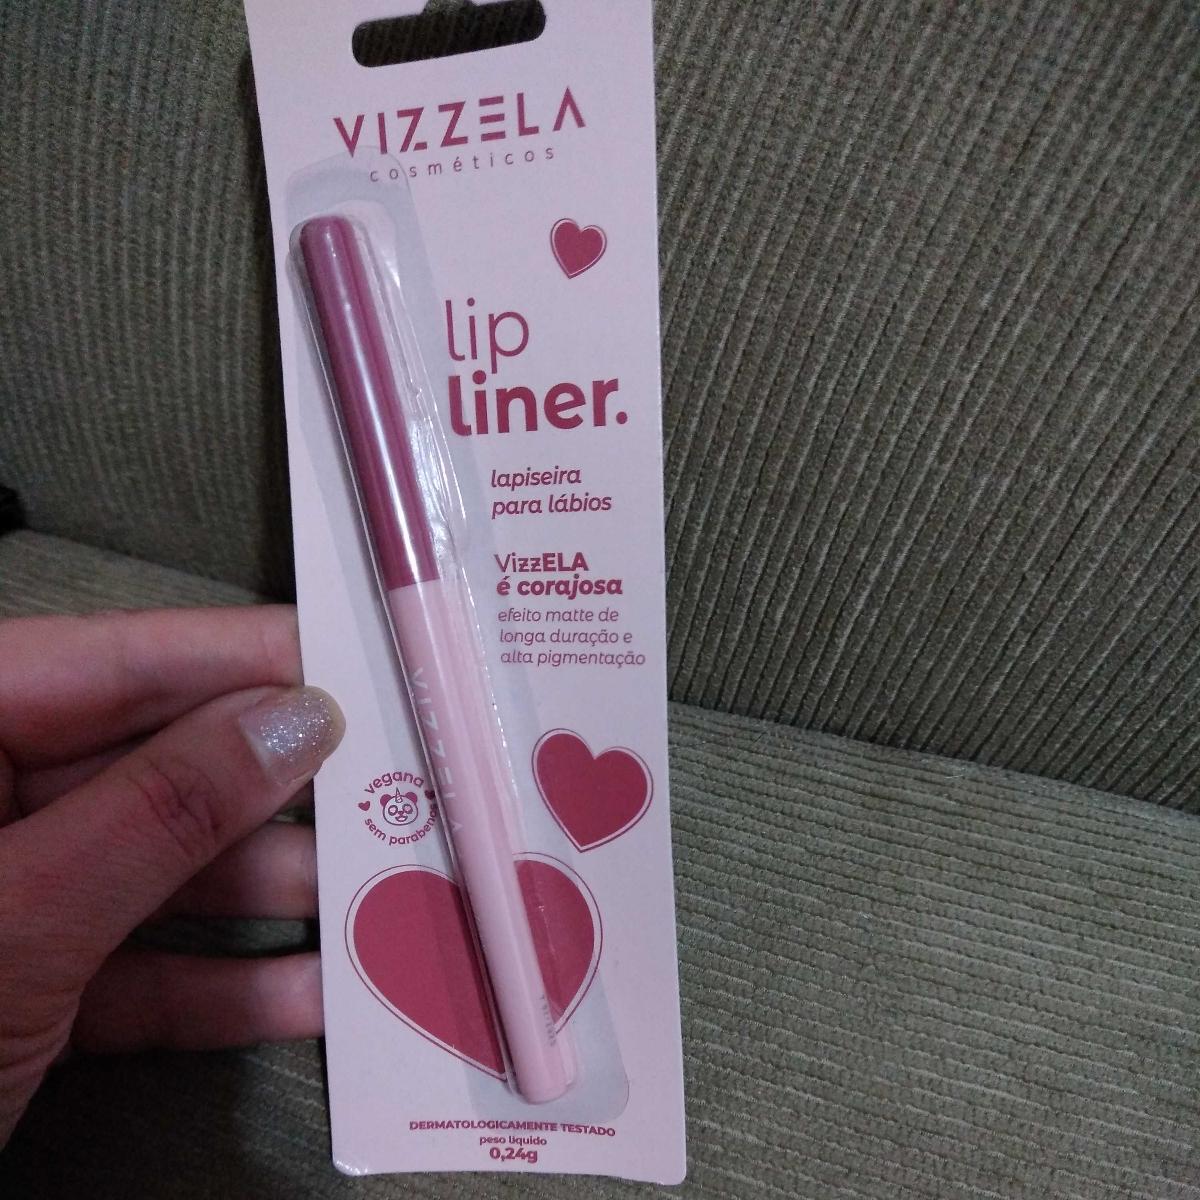 VIZZELA
cosméticos
lip
liner.
lapiseira
para lábios
VizzELA
é corajosa
efeito matte de
longa duração e
alta pigmentação
VIZZELA
vegana
sem parabenos
DERMATOLOGICAMENTE TESTADO
peso líquido
0,24g